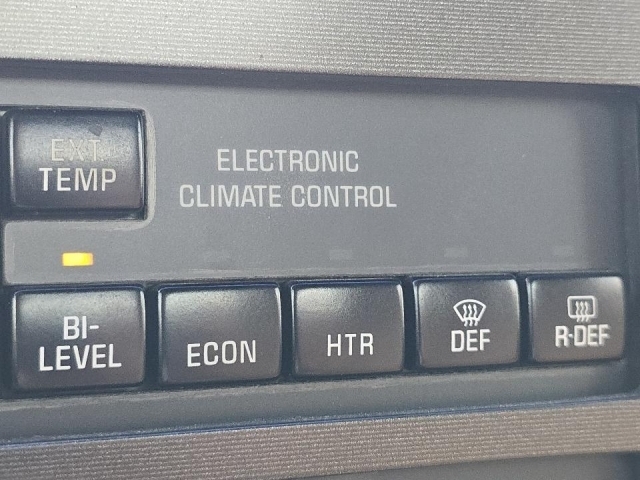 EXT
TEMP
ELECTRONIC
CLIMATE CONTROL
BI-
LEVEL
ECON
HTR
DEF
R-DEF